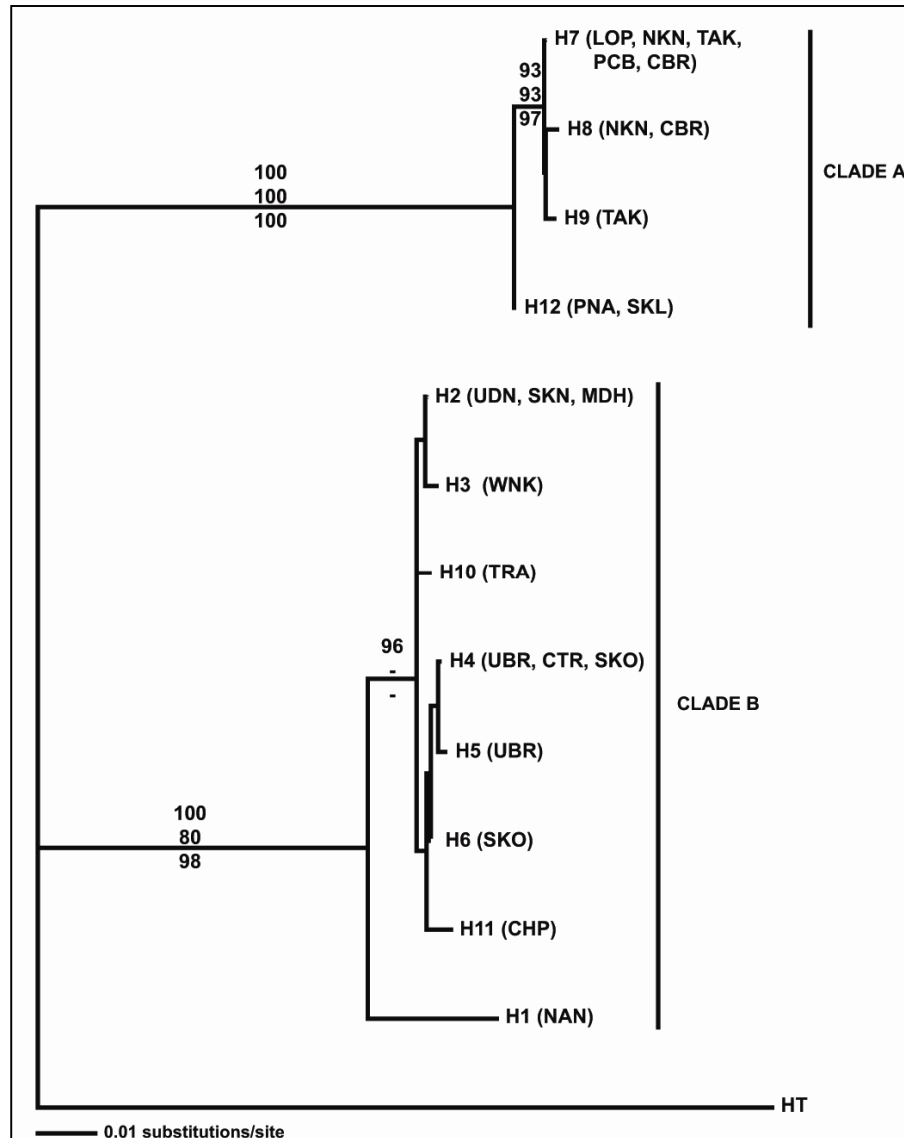 H7 (LOP, NKN, TAK,
PCB, CBR)
93
93
97
H8 (NKN, CBR)
100
100
100
CLADE A
H9 (TAK)
H12 (PNA, SKL)
H2 (UDN, SKN, MDH)
H3 (WNK)
H10 (TRA)
96
-
-
H4 (UBR, CTR, SKO)
CLADE B
H5 (UBR)
100
80
98
H6 (SKO)
H11 (CHP)
H1 (NAN)
HT
0.01 substitutions/site